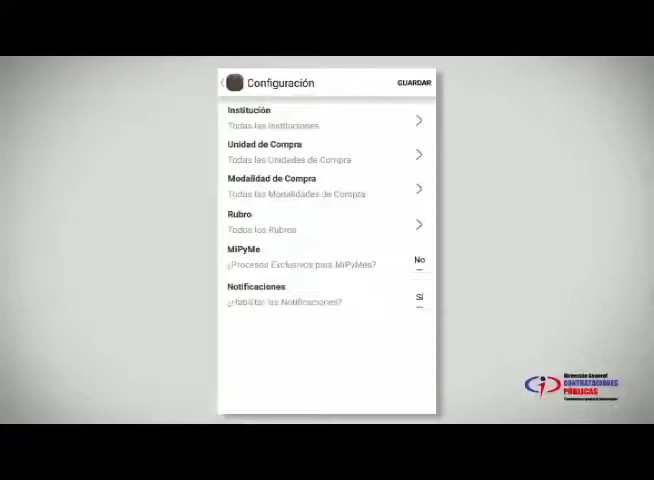 Configuración
GUARDAR
Institución
Todas las Instituciones
Unidad de Compra
Todas las Unidades de Compra
Modalidad de Compra
Todas las Modalidades de Compra
Rubro
Todos los Rubros
MiPyMe
¿Procesos Exclusivos para MiPyMes?
No
Notificaciones
¿Habilitar las Notificaciones?
Sí
Dirección General
CONTRATACIONES
PÚBLICAS